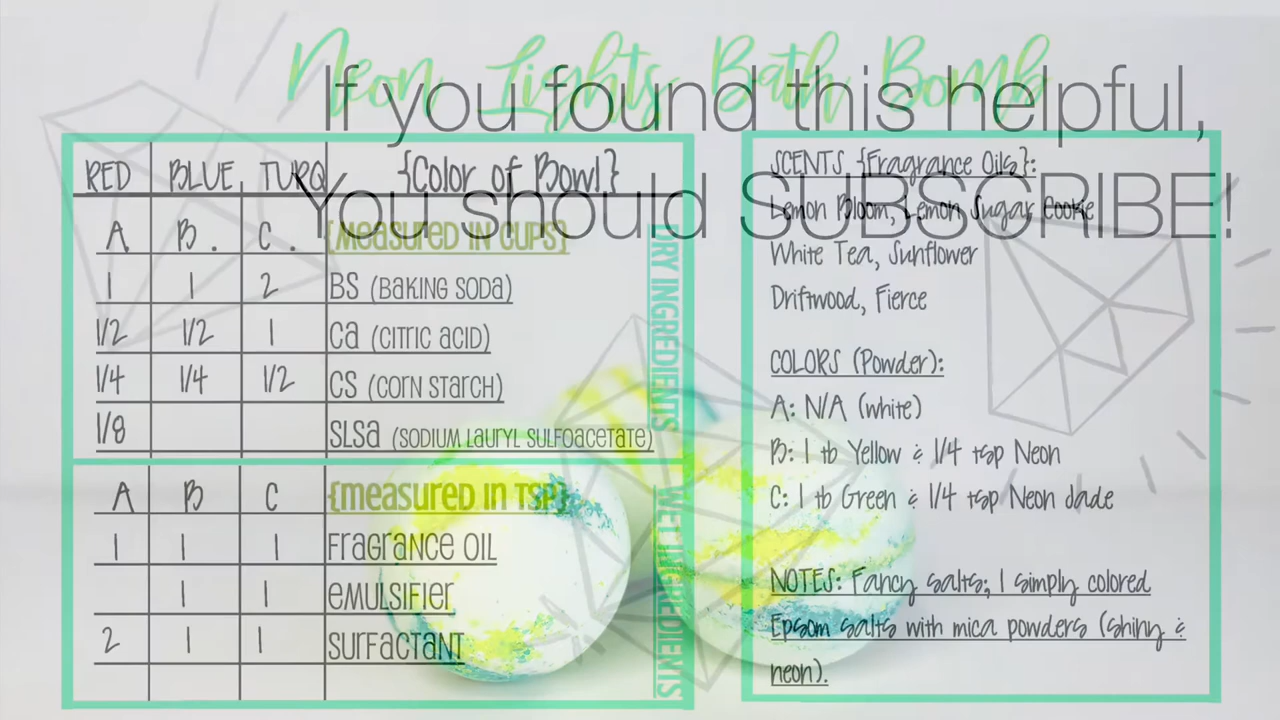 Neon Lights Bath Bomb
If you found this helpful,
You should SUBSCRIBE!
RED BLUE TURQ {Color of Bowl}
A B. C. {measured in CUPS}
1 1 2 BS (BAKING SODA)
1/2 1/2 1 Ca (CITRIC ACID)
1/4 1/4 1/2 CS (CORN STARCH)
1/8 SLSa (SODIUM LAURYL SULFOACETATE)
DRY INGREDIENTS
A B C {measured in TSP}
1 1 1 FRAGRANCE OIL
1 1 EMULSIFIER
2 1 1 SURFACTANT
WET INGREDIENTS
SCENTS {Fragrance Oils}:
Lemon Bloom, Lemon Sugar Cookie
White Tea, Sunflower
Driftwood, Fierce
COLORS (Powder):
A: N/A (white)
B: 1 tb Yellow & 1/4 tsp Neon
C: 1 tb Green & 1/4 tsp Neon Jade
NOTES: Fancy salts; I simply colored
Epsom salts with mica powders (shiny &
neon).